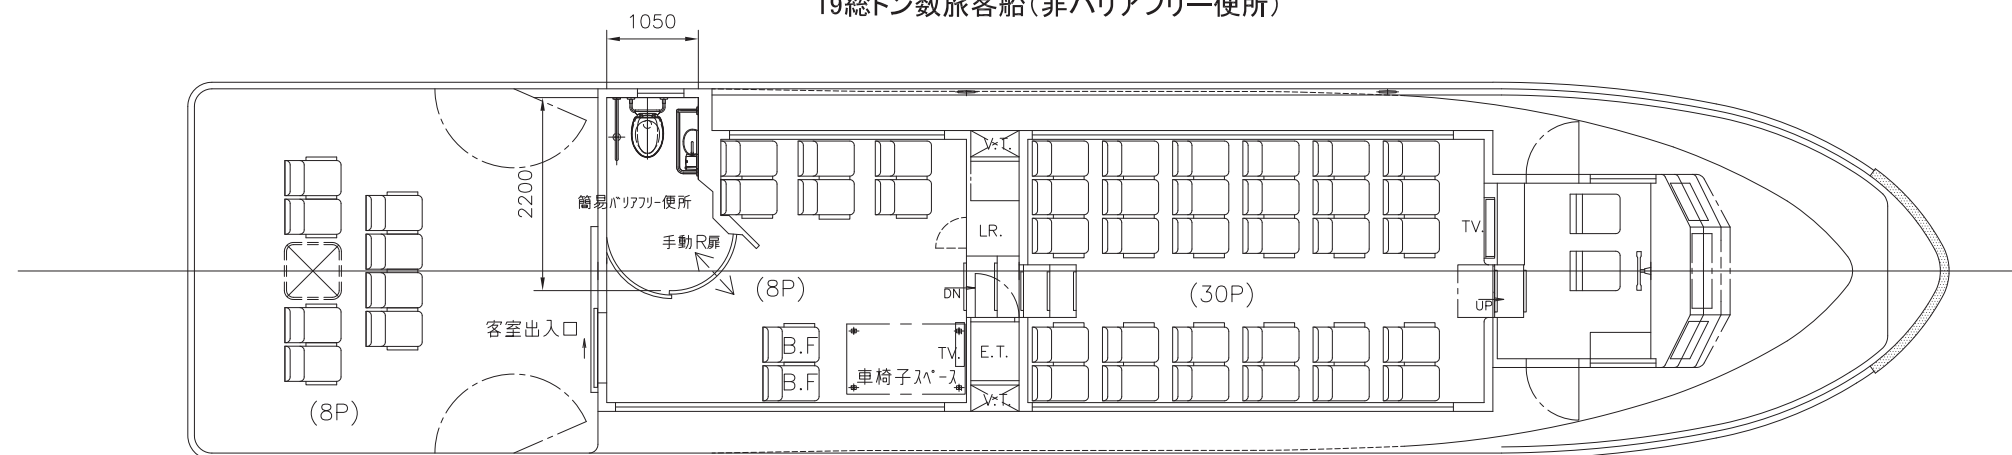 19総トン数旅客船(非バリアフリー便所)
1050
2200
簡易バリアフリー便所
手動R扉
V.T.
LR.
TV.
(8P)
DN
(30P)
UP
客室出入口
B.F
B.F
TV.
E.T.
車椅子スペース
V.T.
(8P)